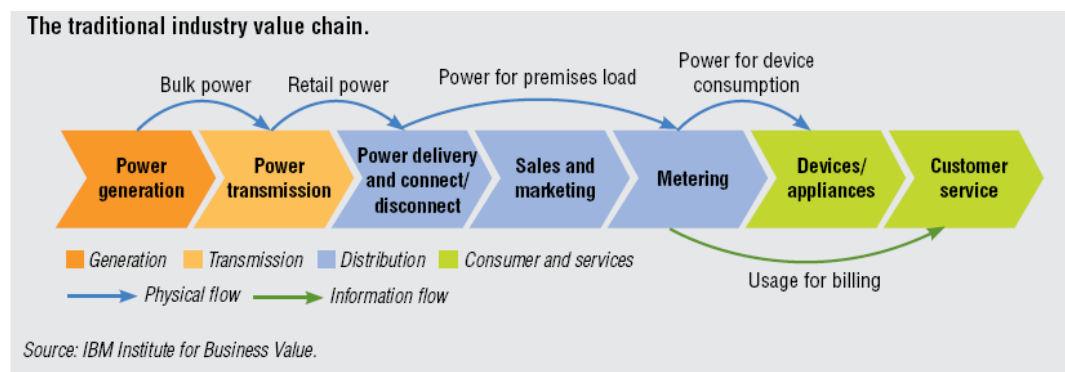 The traditional industry value chain.
Bulk power
Retail power
Power for premises load
Power for device
consumption
Power
generation
Power
transmission
Power delivery
and connect/
disconnect
Sales and
marketing
Metering
Devices/
appliances
Customer
service
Generation
Transmission
Distribution
Consumer and services
Usage for billing
Physical flow
Information flow
Source: IBM Institute for Business Value.